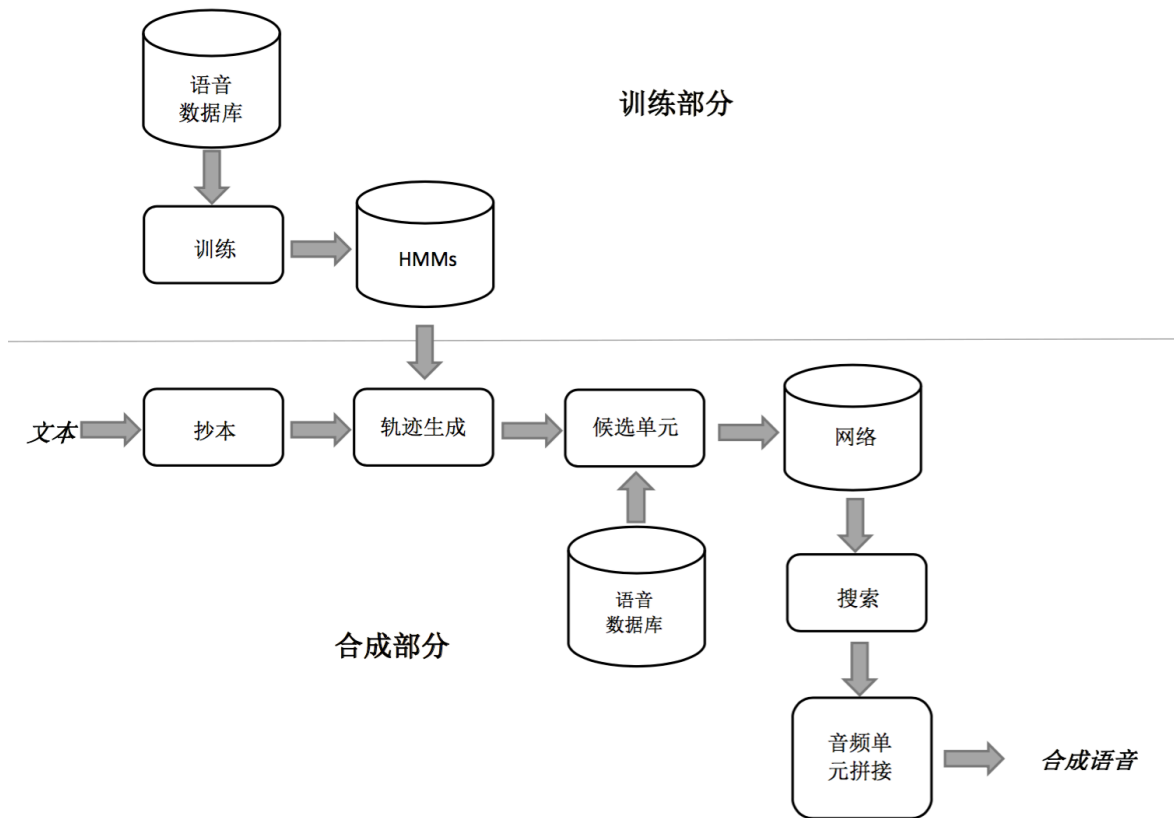 语音
数据库
训练部分
训练
HMMs
文本
抄本
轨迹生成
候选单元
网络
语音
数据库
搜索
合成部分
音频单
元拼接
合成语音